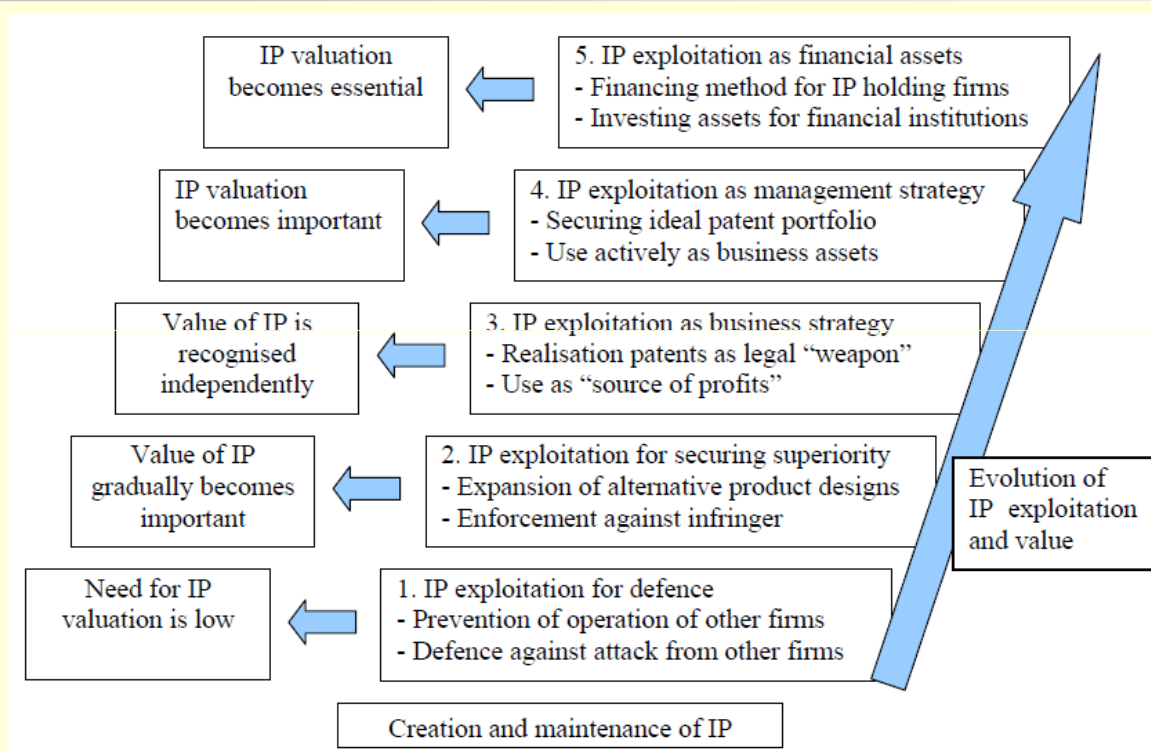 IP valuation
becomes essential
5. IP exploitation as financial assets
- Financing method for IP holding firms
- Investing assets for financial institutions
IP valuation
becomes important
4. IP exploitation as management strategy
- Securing ideal patent portfolio
- Use actively as business assets
Value of IP is
recognised
independently
3. IP exploitation as business strategy
- Realisation patents as legal “weapon”
- Use as “source of profits”
Value of IP
gradually becomes
important
2. IP exploitation for securing superiority
- Expansion of alternative product designs
- Enforcement against infringer
Evolution of
IP exploitation
and value
Need for IP
valuation is low
1. IP exploitation for defence
- Prevention of operation of other firms
- Defence against attack from other firms
Creation and maintenance of IP